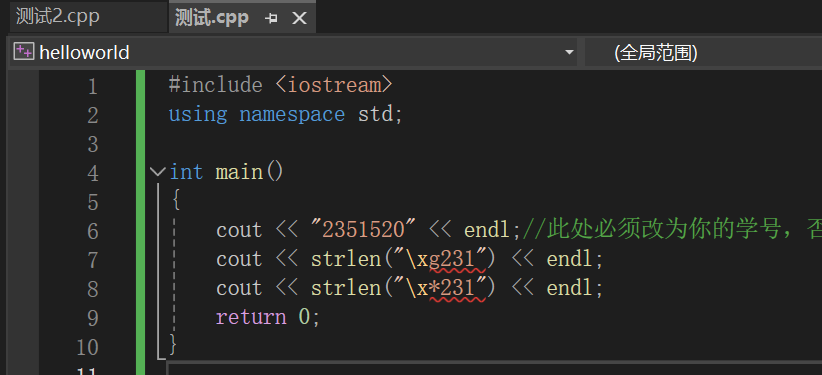 测试2.cpp 测试.cpp
helloworld (全局范围)
1 #include <iostream>
2 using namespace std;
3
4 int main()
5 {
6 cout << "2351520" << endl;//此处必须改为你的学号，否
7 cout << strlen("\xg231") << endl;
8 cout << strlen("\x*231") << endl;
9 return 0;
10 }
11